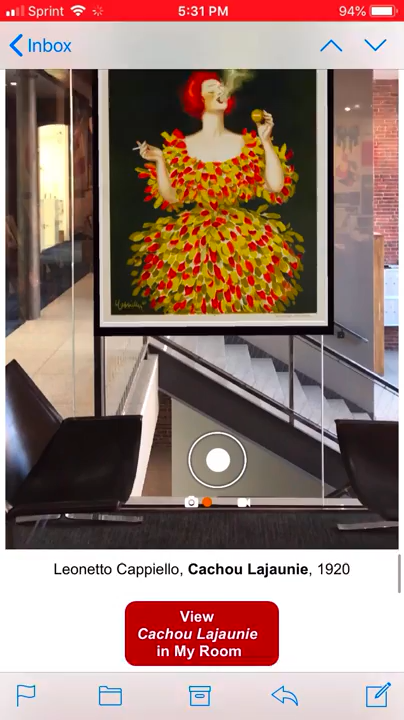 Sprint 5:31 PM 94%
Inbox
Leonetto Cappiello, Cachou Lajaunie, 1920
View
Cachou Lajaunie
in My Room